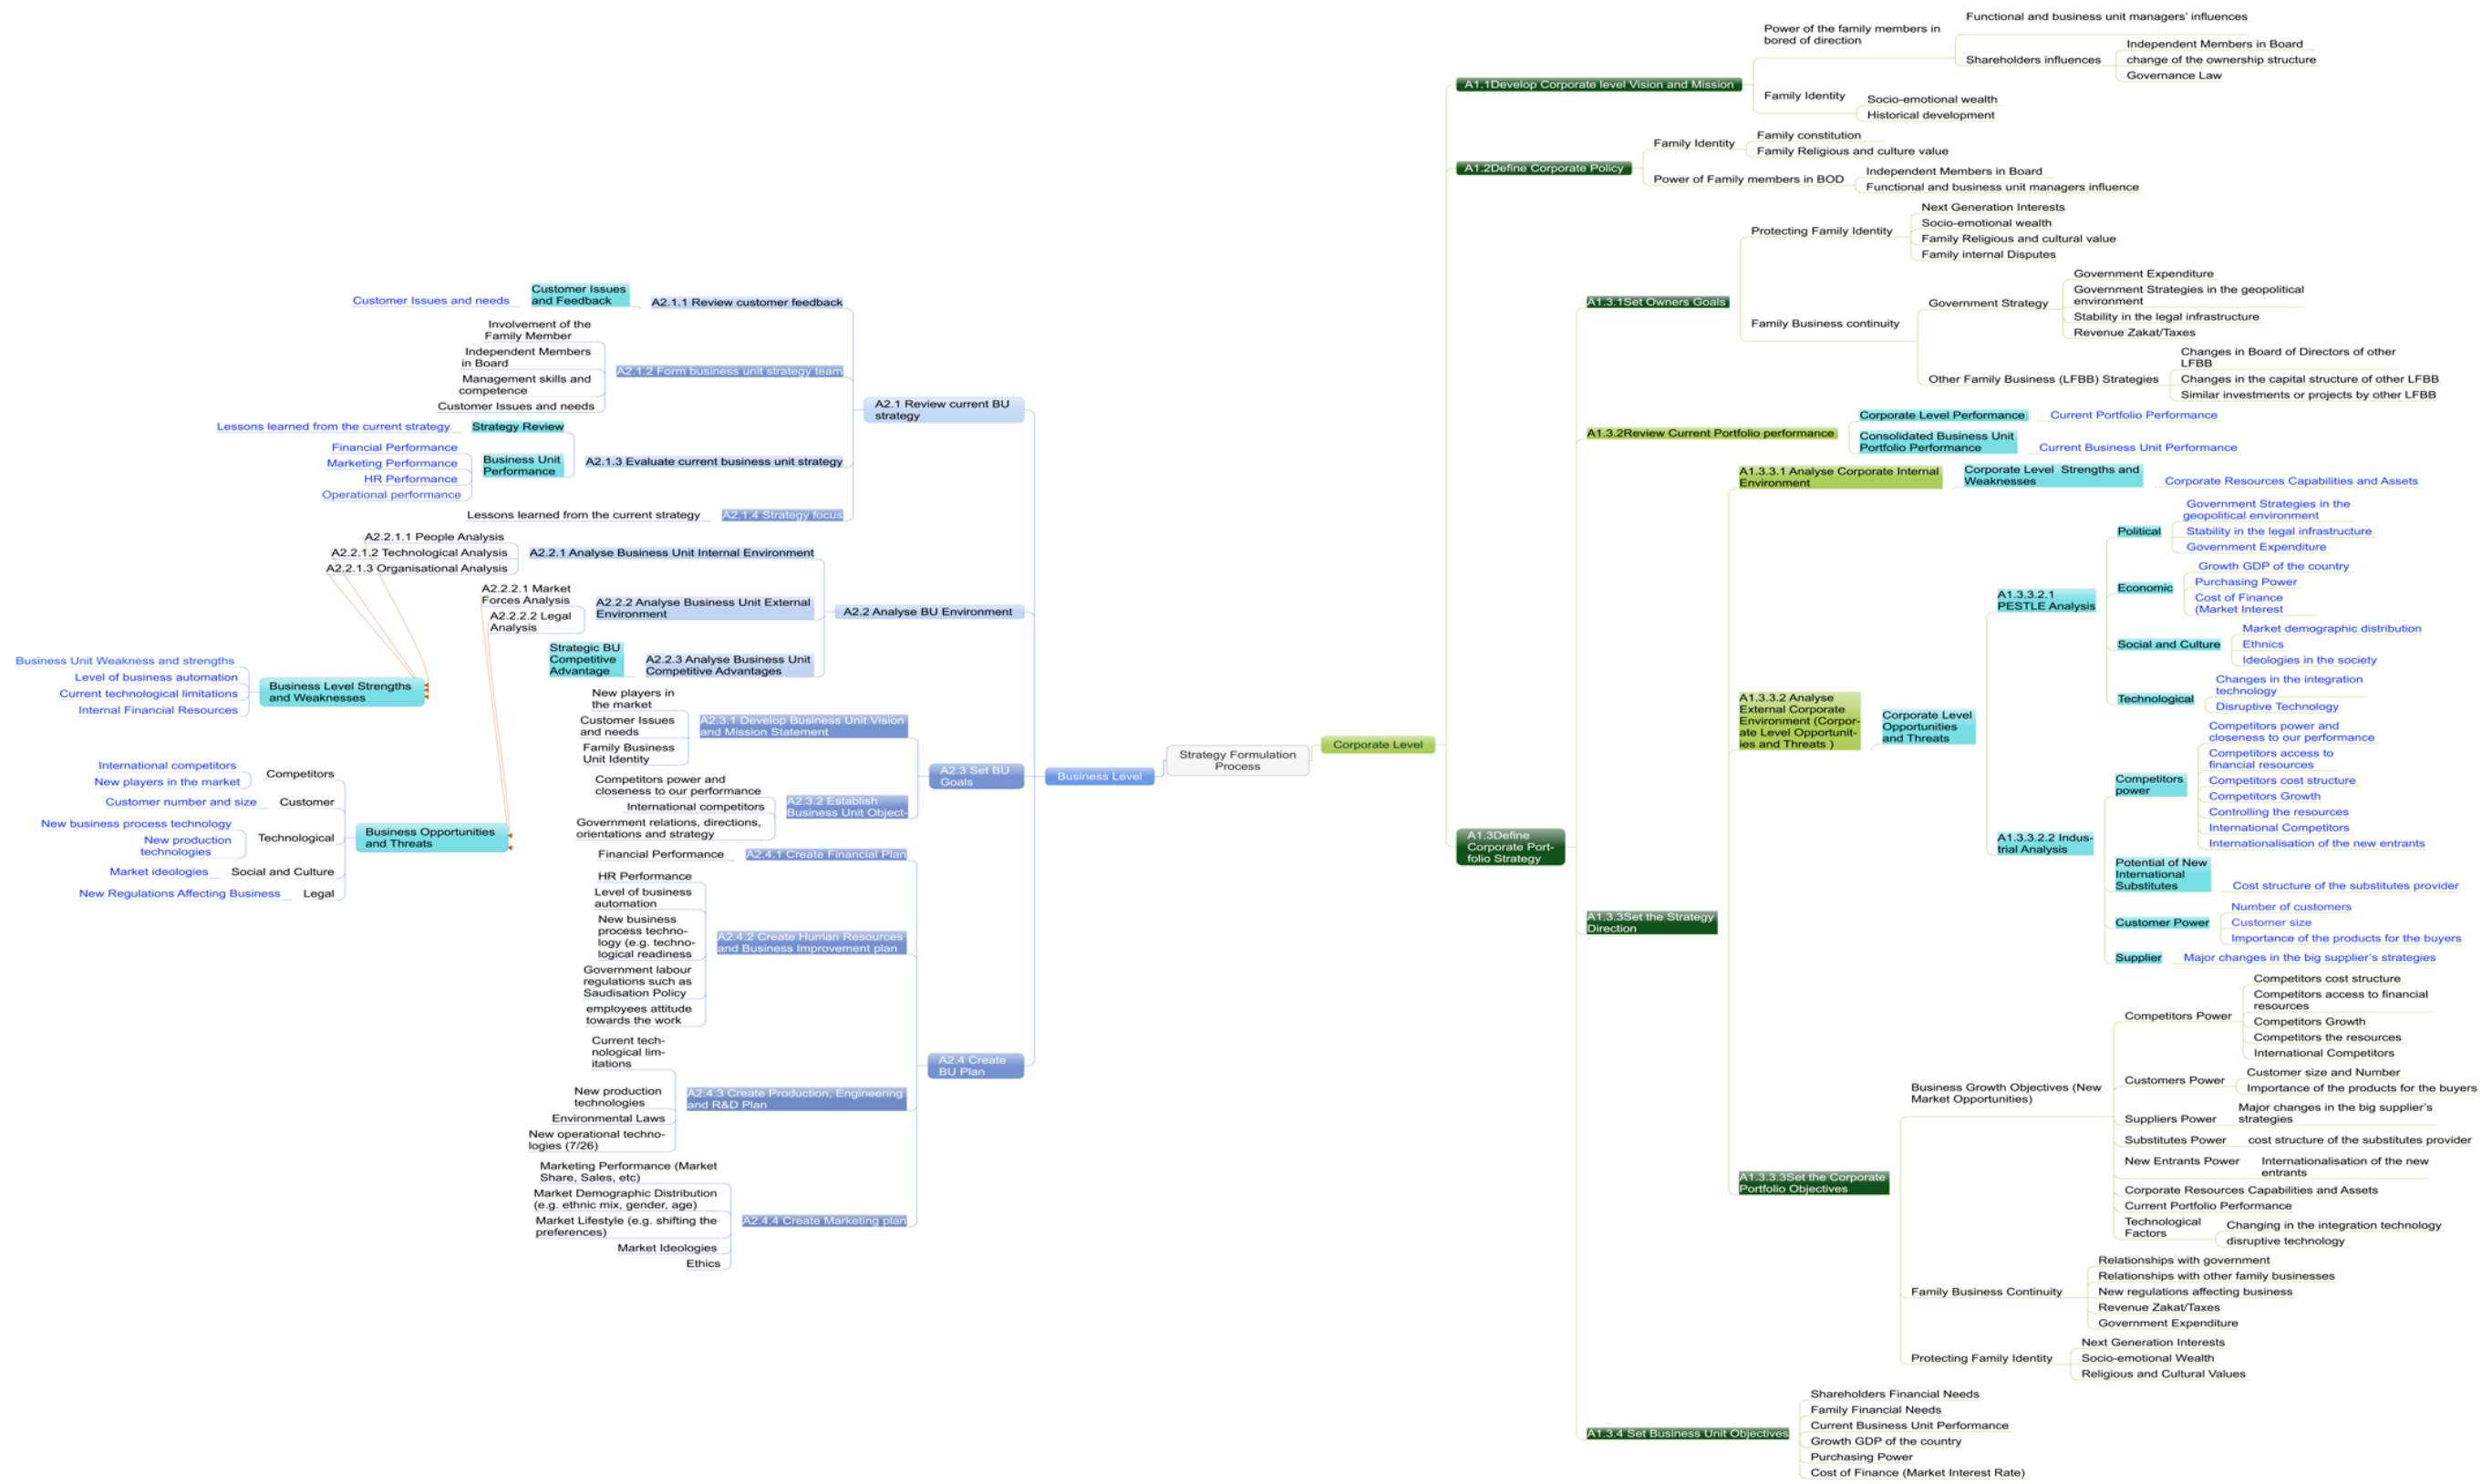 Strategy Formulation
Process
Corporate Level
A1.1Develop Corporate level Vision and Mission
Power of the family members in
bored of direction
Functional and business unit managers' influences
Shareholders influences
Independent Members in Board
change of the ownership structure
Governance Law
Family Identity
Socio-emotional wealth
Historical development
A1.2Define Corporate Policy
Family Identity
Family constitution
Family Religious and culture value
Power of Family members in BOD
Independent Members in Board
Functional and business unit managers influence
A1.3Define
Corporate Port-
folio Strategy
A1.3.1Set Owners Goals
Protecting Family Identity
Next Generation Interests
Socio-emotional wealth
Family Religious and cultural value
Family internal Disputes
Family Business continuity
Government Strategy
Government Expenditure
Government Strategies in the geopolitical
environment
Stability in the legal infrastructure
Revenue Zakat/Taxes
Other Family Business (LFBB) Strategies
Changes in Board of Directors of other
LFBB
Changes in the capital structure of other LFBB
Similar investments or projects by other LFBB
A1.3.2Review Current Portfolio performance
Corporate Level Performance
Current Portfolio Performance
Consolidated Business Unit
Portfolio Performance
Current Business Unit Performance
A1.3.3Set the Strategy
Direction
A1.3.3.1 Analyse Corporate Internal
Environment
Corporate Level Strengths and
Weaknesses
Corporate Resources Capabilities and Assets
A1.3.3.2 Analyse
External Corporate
Environment (Corpor-
ate Level Opportunit-
ies and Threats )
Corporate Level
Opportunities
and Threats
A1.3.3.2.1
PESTLE Analysis
Political
Government Strategies in the
geopolitical environment
Stability in the legal infrastructure
Government Expenditure
Economic
Growth GDP of the country
Purchasing Power
Cost of Finance
(Market Interest
Social and Culture
Market demographic distribution
Ethnics
Ideologies in the society
Technological
Changes in the integration
technology
Disruptive Technology
A1.3.3.2.2 Indus-
trial Analysis
Competitors
power
Competitors power and
closeness to our performance
Competitors access to
financial resources
Competitors cost structure
Competitors Growth
Controlling the resources
International Competitors
Internationalisation of the new entrants
Potential of New
International
Substitutes
Cost structure of the substitutes provider
Customer Power
Number of customers
Customer size
Importance of the products for the buyers
Supplier
Major changes in the big supplier's strategies
A1.3.3.3Set the Corporate
Portfolio Objectives
Business Growth Objectives (New
Market Opportunities)
Competitors Power
Competitors cost structure
Competitors access to financial
resources
Competitors Growth
Competitors the resources
International Competitors
Customers Power
Customer size and Number
Importance of the products for the buyers
Suppliers Power
Major changes in the big supplier's
strategies
Substitutes Power
cost structure of the substitutes provider
New Entrants Power
Internationalisation of the new
entrants
Corporate Resources Capabilities and Assets
Current Portfolio Performance
Technological
Factors
Changing in the integration technology
disruptive technology
Family Business Continuity
Relationships with government
Relationships with other family businesses
New regulations affecting business
Revenue Zakat/Taxes
Government Expenditure
Protecting Family Identity
Next Generation Interests
Socio-emotional Wealth
Religious and Cultural Values
A1.3.4 Set Business Unit Objectives
Shareholders Financial Needs
Family Financial Needs
Current Business Unit Performance
Growth GDP of the country
Purchasing Power
Cost of Finance (Market Interest Rate)
Business Level
A2.1 Review current BU
strategy
A2.1.1 Review customer feedback
Customer Issues
and Feedback
Customer Issues and needs
A2.1.2 Form business unit strategy team
Involvement of the
Family Member
Independent Members
in Board
Management skills and
competence
Customer Issues and needs
A2.1.3 Evaluate current business unit strategy
Strategy Review
Lessons learned from the current strategy
Business Unit
Performance
Financial Performance
Marketing Performance
HR Performance
Operational performance
A2.1.4 Strategy focus
Lessons learned from the current strategy
A2.2 Analyse BU Environment
A2.2.1 Analyse Business Unit Internal Environment
A2.2.1.1 People Analysis
A2.2.1.2 Technological Analysis
A2.2.1.3 Organisational Analysis
A2.2.2 Analyse Business Unit External
Environment
A2.2.2.1 Market
Forces Analysis
A2.2.2.2 Legal
Analysis
A2.2.3 Analyse Business Unit
Competitive Advantages
Strategic BU
Competitive
Advantage
Business Level Strengths
and Weaknesses
Business Unit Weakness and strengths
Level of business automation
Current technological limitations
Internal Financial Resources
Business Opportunities
and Threats
Competitors
International competitors
New players in the market
Customer
Customer number and size
Technological
New business process technology
New production
technologies
Social and Culture
Market ideologies
Legal
New Regulations Affecting Business
A2.3 Set BU
Goals
A2.3.1 Develop Business Unit Vision
and Mission Statement
New players in
the market
Customer Issues
and needs
Family Business
Unit Identity
A2.3.2 Establish
Business Unit Object-
Competitors power and
closeness to our performance
International competitors
Government relations, directions,
orientations and strategy
A2.4 Create
BU Plan
A2.4.1 Create Financial Plan
Financial Performance
A2.4.2 Create Human Resources
and Business Improvement plan
HR Performance
Level of business
automation
New business
process techno-
logy (e.g. techno-
logical readiness
Government labour
regulations such as
Saudisation Policy
employees attitude
towards the work
A2.4.3 Create Production, Engineering
and R&D Plan
Current tech-
nological lim-
itations
New production
technologies
Environmental Laws
New operational techno-
logies (7/26)
A2.4.4 Create Marketing plan
Marketing Performance (Market
Share, Sales, etc)
Market Demographic Distribution
(e.g. ethnic mix, gender, age)
Market Lifestyle (e.g. shifting the
preferences)
Market Ideologies
Ethics